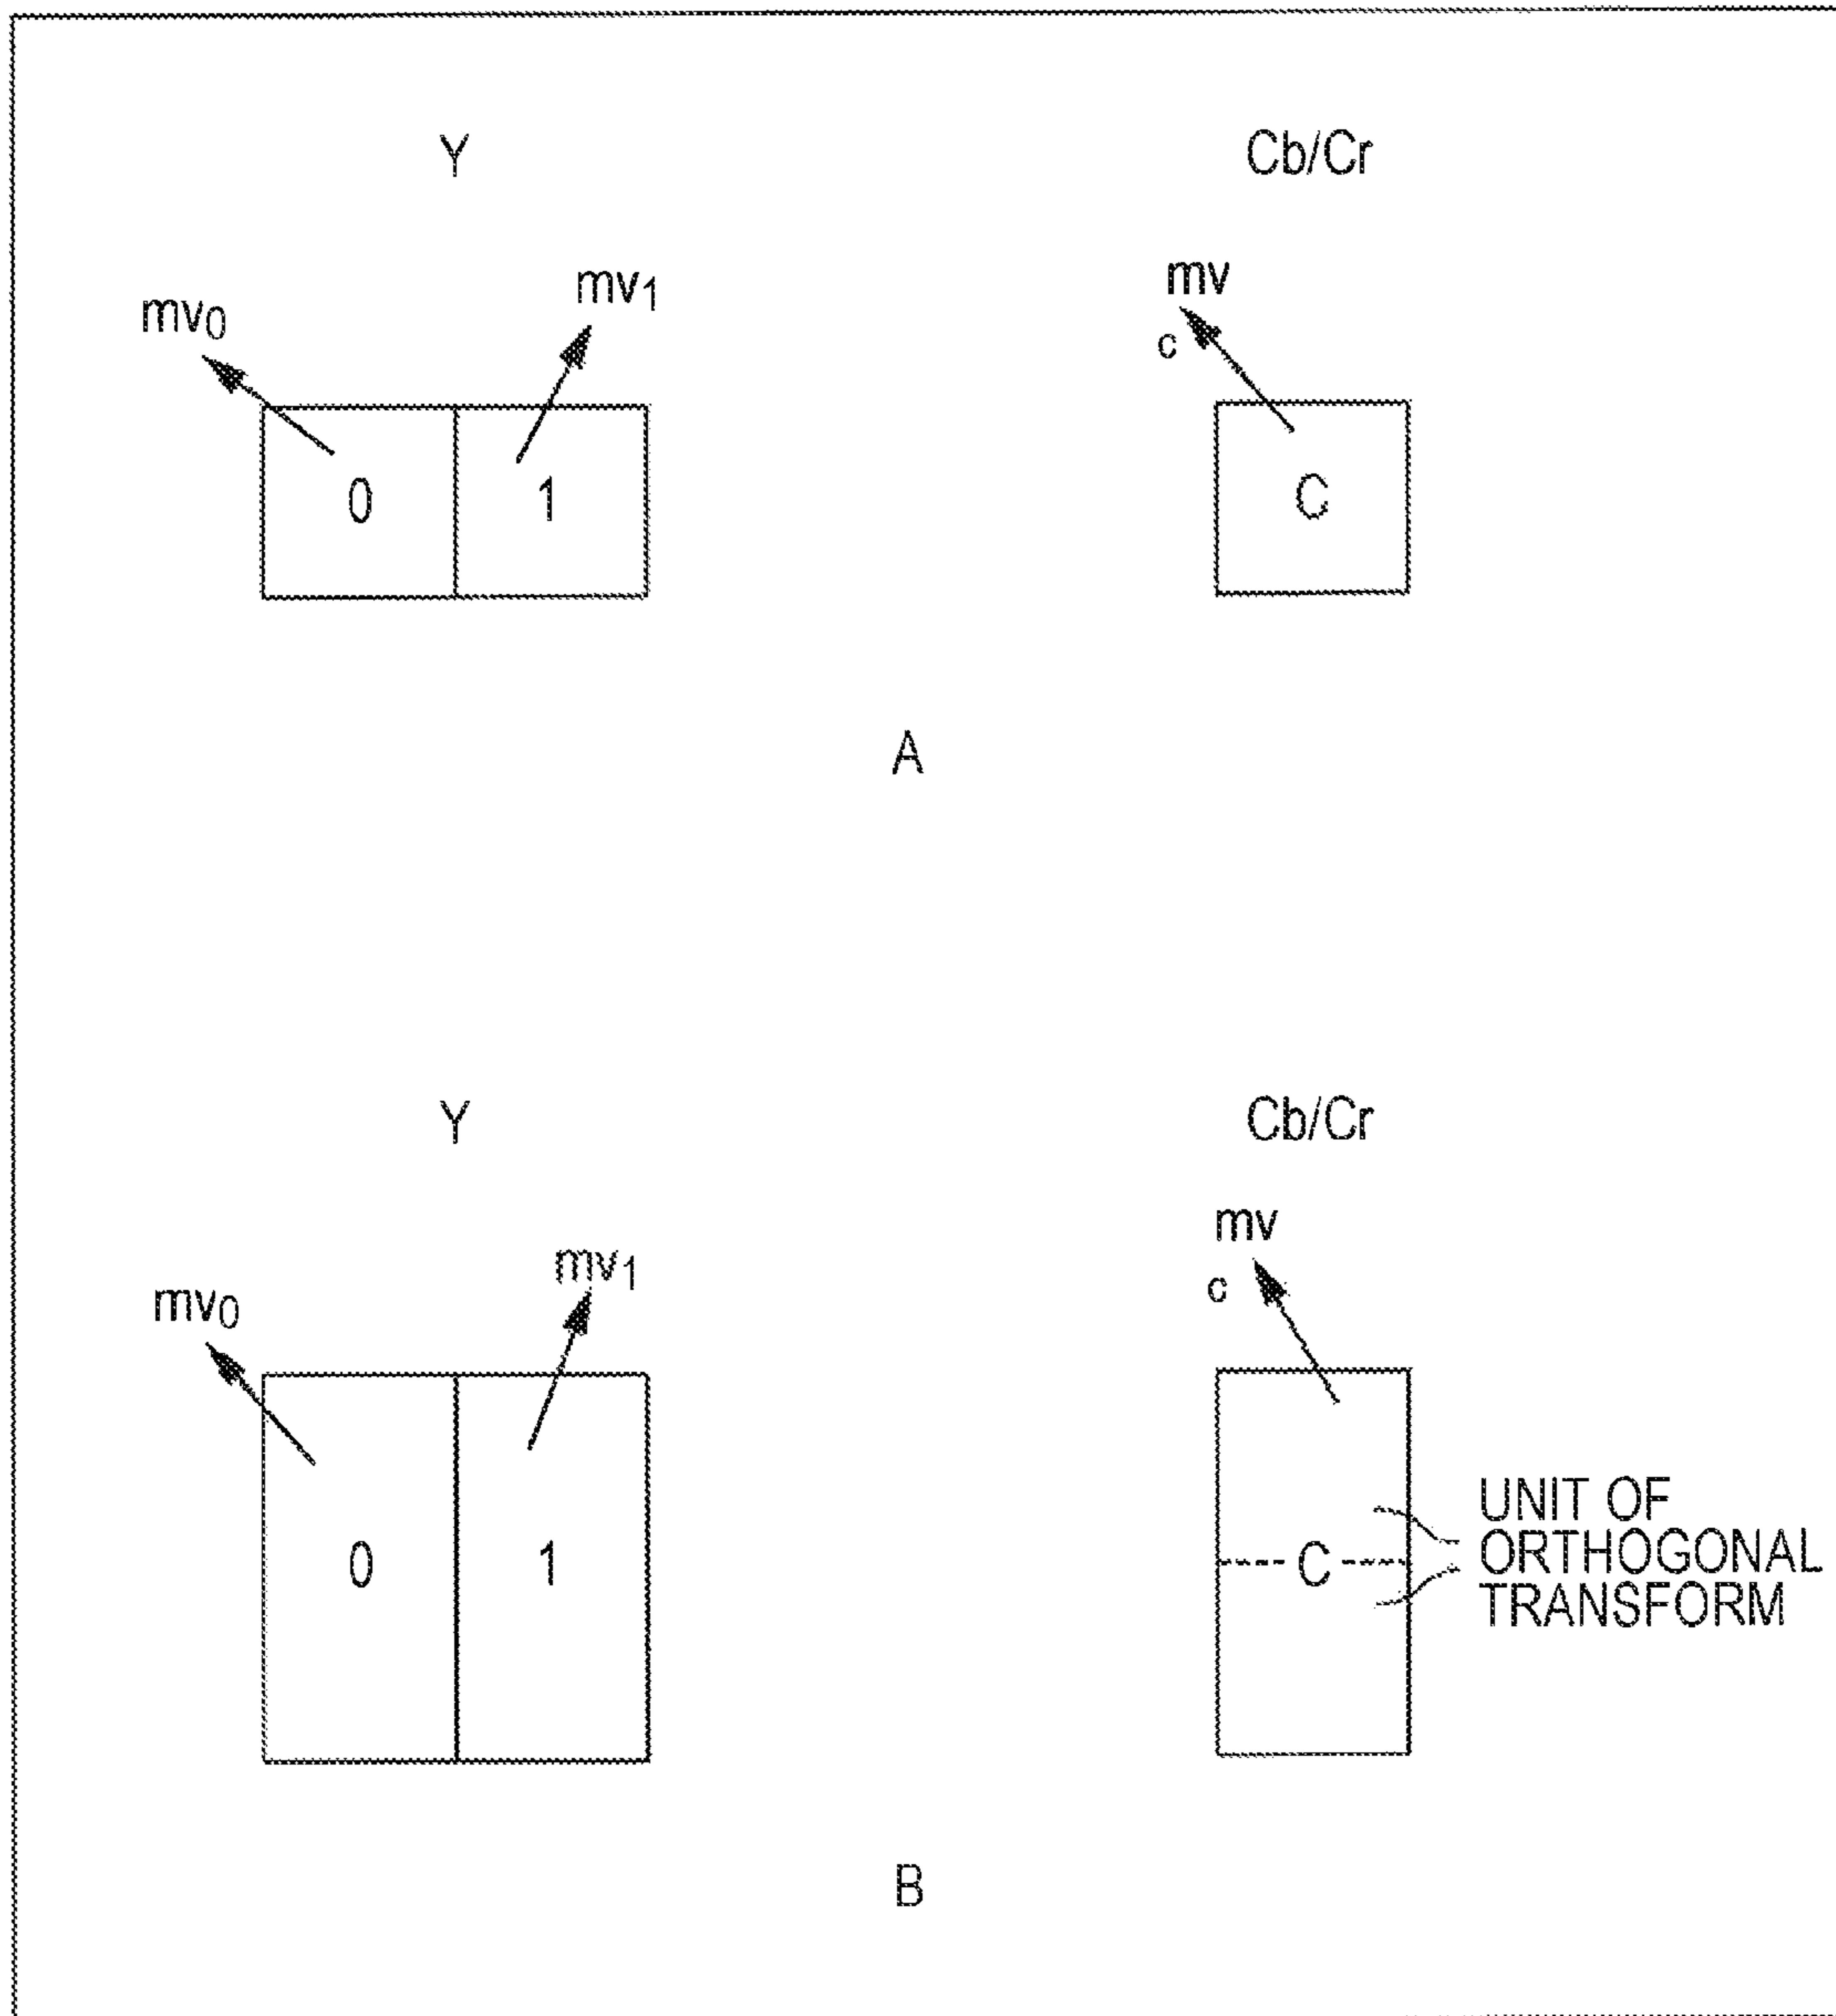 Y
Cb/Cr
mv0
mv1
mv
c
0
1
C
A
Y
Cb/Cr
mv0
mv1
mv
c
0
1
C
UNIT OF
ORTHOGONAL
TRANSFORM
B